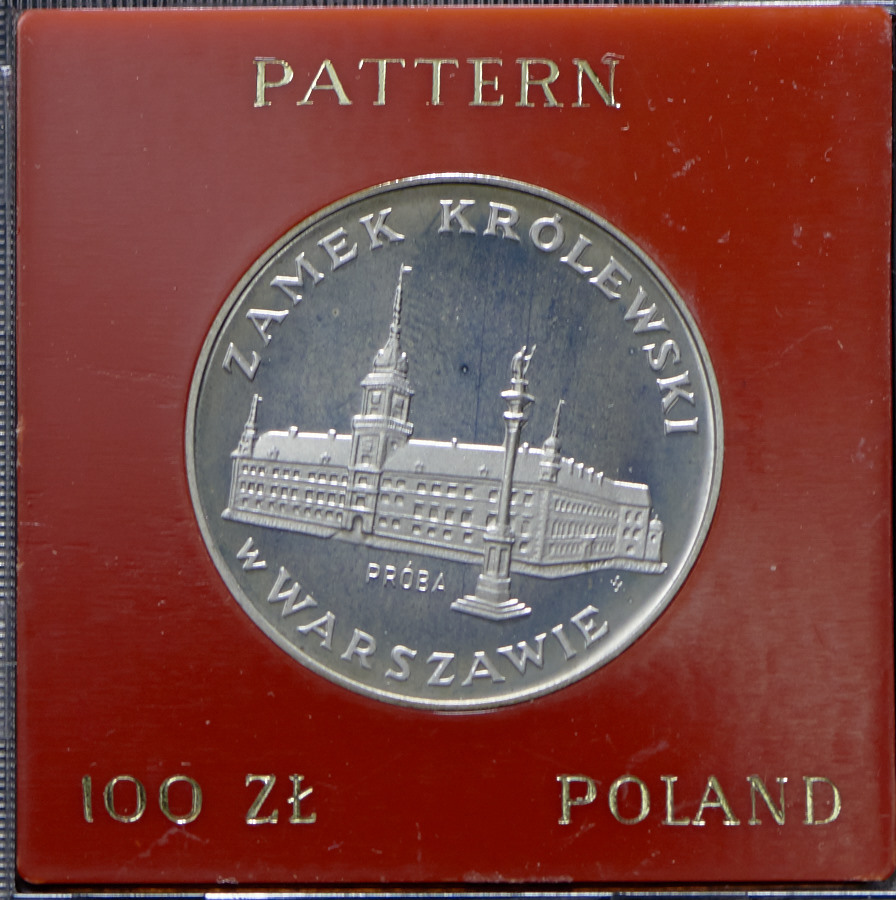 PATTERN
ZAMEK KRÓLEWSKI
PRÓBA
w WARSZAWIE
100 ZŁ POLAND